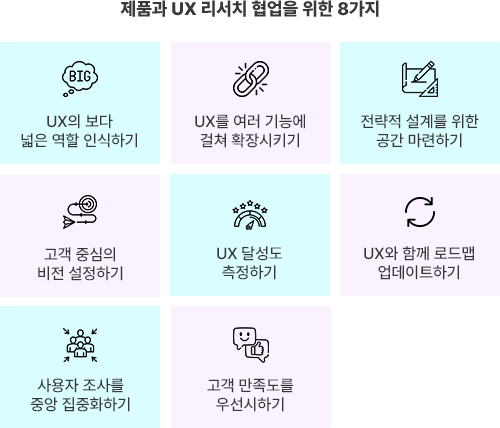 제품과 UX 리서치 협업을 위한 8가지
BIG
UX의 보다
넓은 역할 인식하기
UX를 여러 기능에
걸쳐 확장시키기
전략적 설계를 위한
공간 마련하기
고객 중심의
비전 설정하기
UX 달성도
측정하기
UX와 함께 로드맵
업데이트하기
사용자 조사를
중앙 집중화하기
고객 만족도를
우선시하기